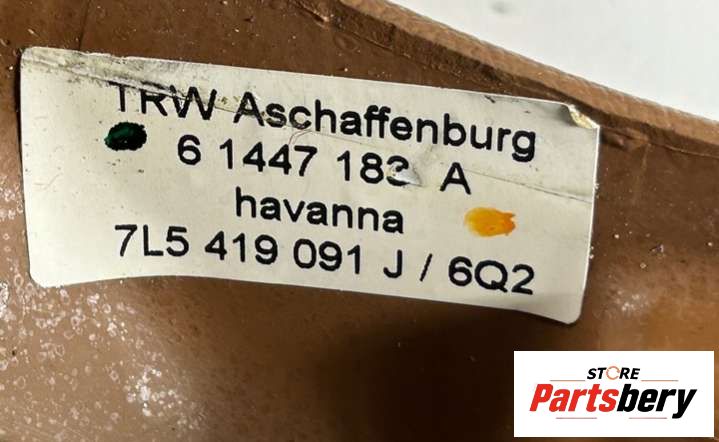 TRW Aschaffenburg
6 1447 183 A
havanna
7L5 419 091 J / 6Q2
STORE
Partsbery